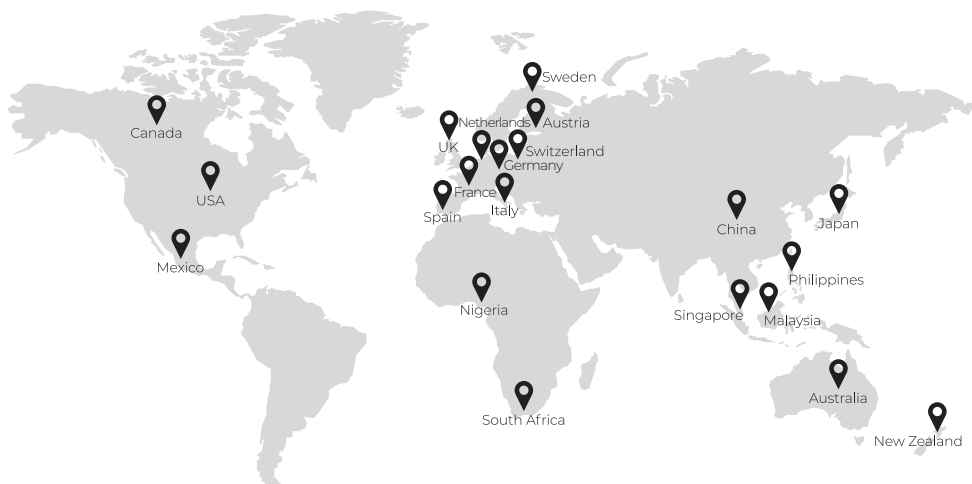 Sweden
Canada
Netherlands
Austria
UK
Switzerland
Germany
USA
France
Italy
Spain
China
Japan
Mexico
Philippines
Nigeria
Singapore
Malaysia
Australia
South Africa
New Zealand